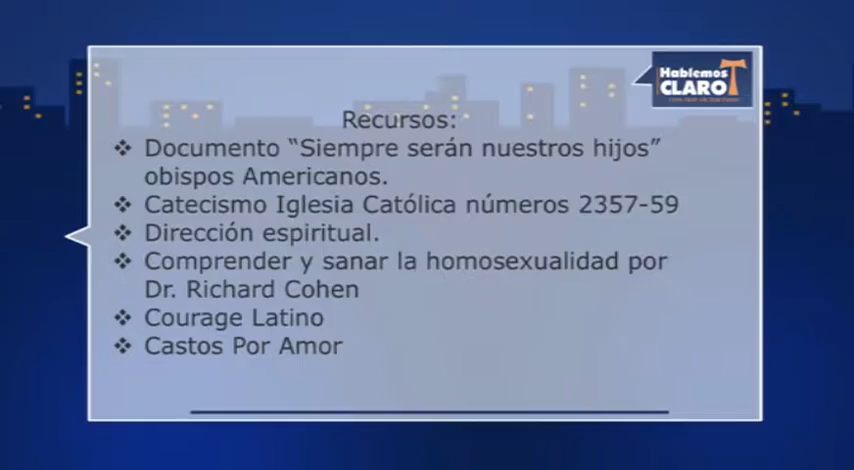 Hablemos
CLARO
Recursos:
❖ Documento “Siempre serán nuestros hijos”
obispos Americanos.
❖ Catecismo Iglesia Católica números 2357-59
❖ Dirección espiritual.
❖ Comprender y sanar la homosexualidad por
Dr. Richard Cohen
❖ Courage Latino
❖ Castos Por Amor